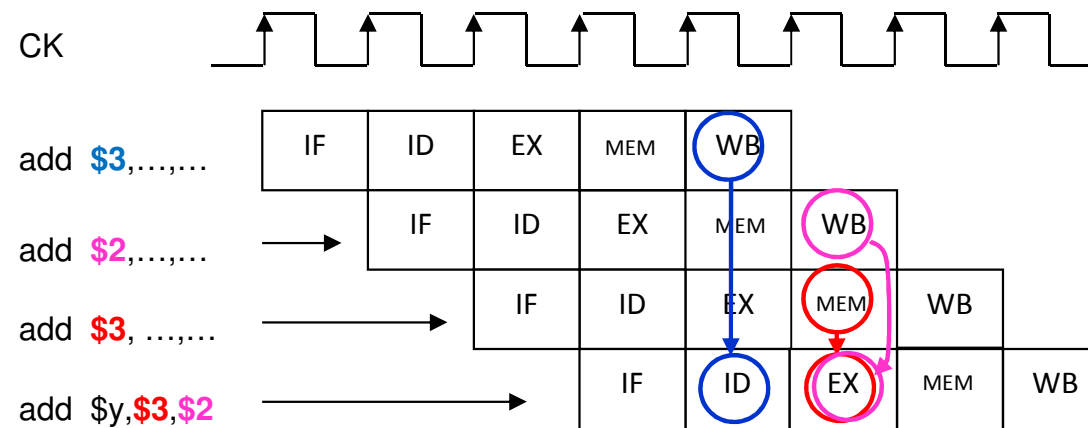 CK
add $3,…,… IF ID EX MEM WB
add $2,…,… IF ID EX MEM WB
add $3, …,… IF ID EX MEM WB
add $y,$3,$2 IF ID EX MEM WB